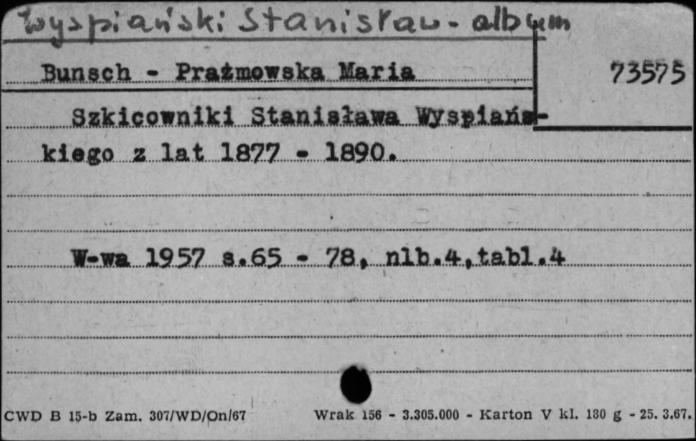 Wyspiański Stanisław - album
Bunsch - Prażmowska Maria
73575
Szkicowniki Stanisława Wyspiańs-
kiego z lat 1877 - 1890.
W-wa 1957 s.65 - 78, nlb.4,tabl.4
CWD B 15-b Zam. 307/WD/On/67 Wrak 156 - 3.305.000 - Karton V kl. 180 g - 25. 3.67.